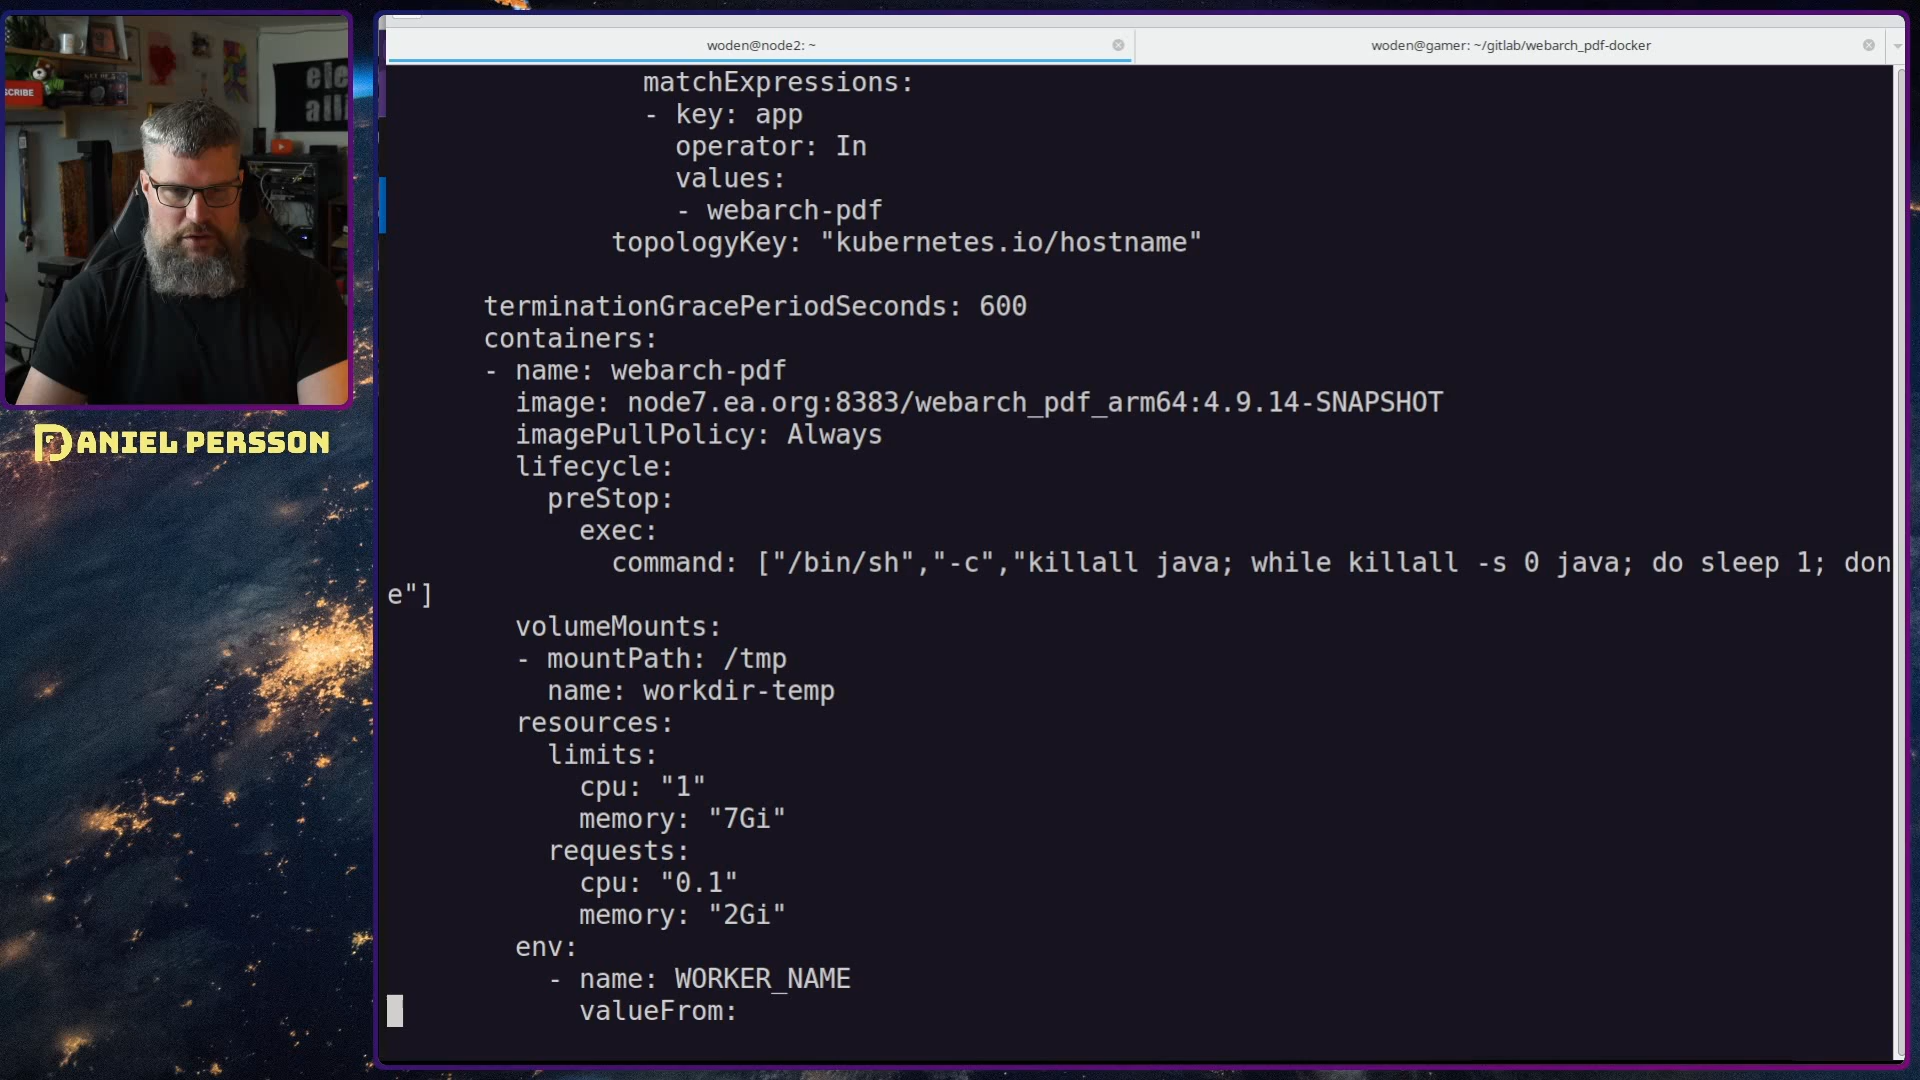 SCRIBE
ele
alli
DANIEL PERSSON
woden@node2: ~
woden@gamer: ~/gitlab/webarch_pdf-docker
matchExpressions:
- key: app
operator: In
values:
- webarch-pdf
topologyKey: "kubernetes.io/hostname"
terminationGracePeriodSeconds: 600
containers:
- name: webarch-pdf
image: node7.ea.org:8383/webarch_pdf_arm64:4.9.14-SNAPSHOT
imagePullPolicy: Always
lifecycle:
preStop:
exec:
command: ["/bin/sh","-c","killall java; while killall -s 0 java; do sleep 1; don
e"]
volumeMounts:
- mountPath: /tmp
name: workdir-temp
resources:
limits:
cpu: "1"
memory: "7Gi"
requests:
cpu: "0.1"
memory: "2Gi"
env:
- name: WORKER_NAME
valueFrom: